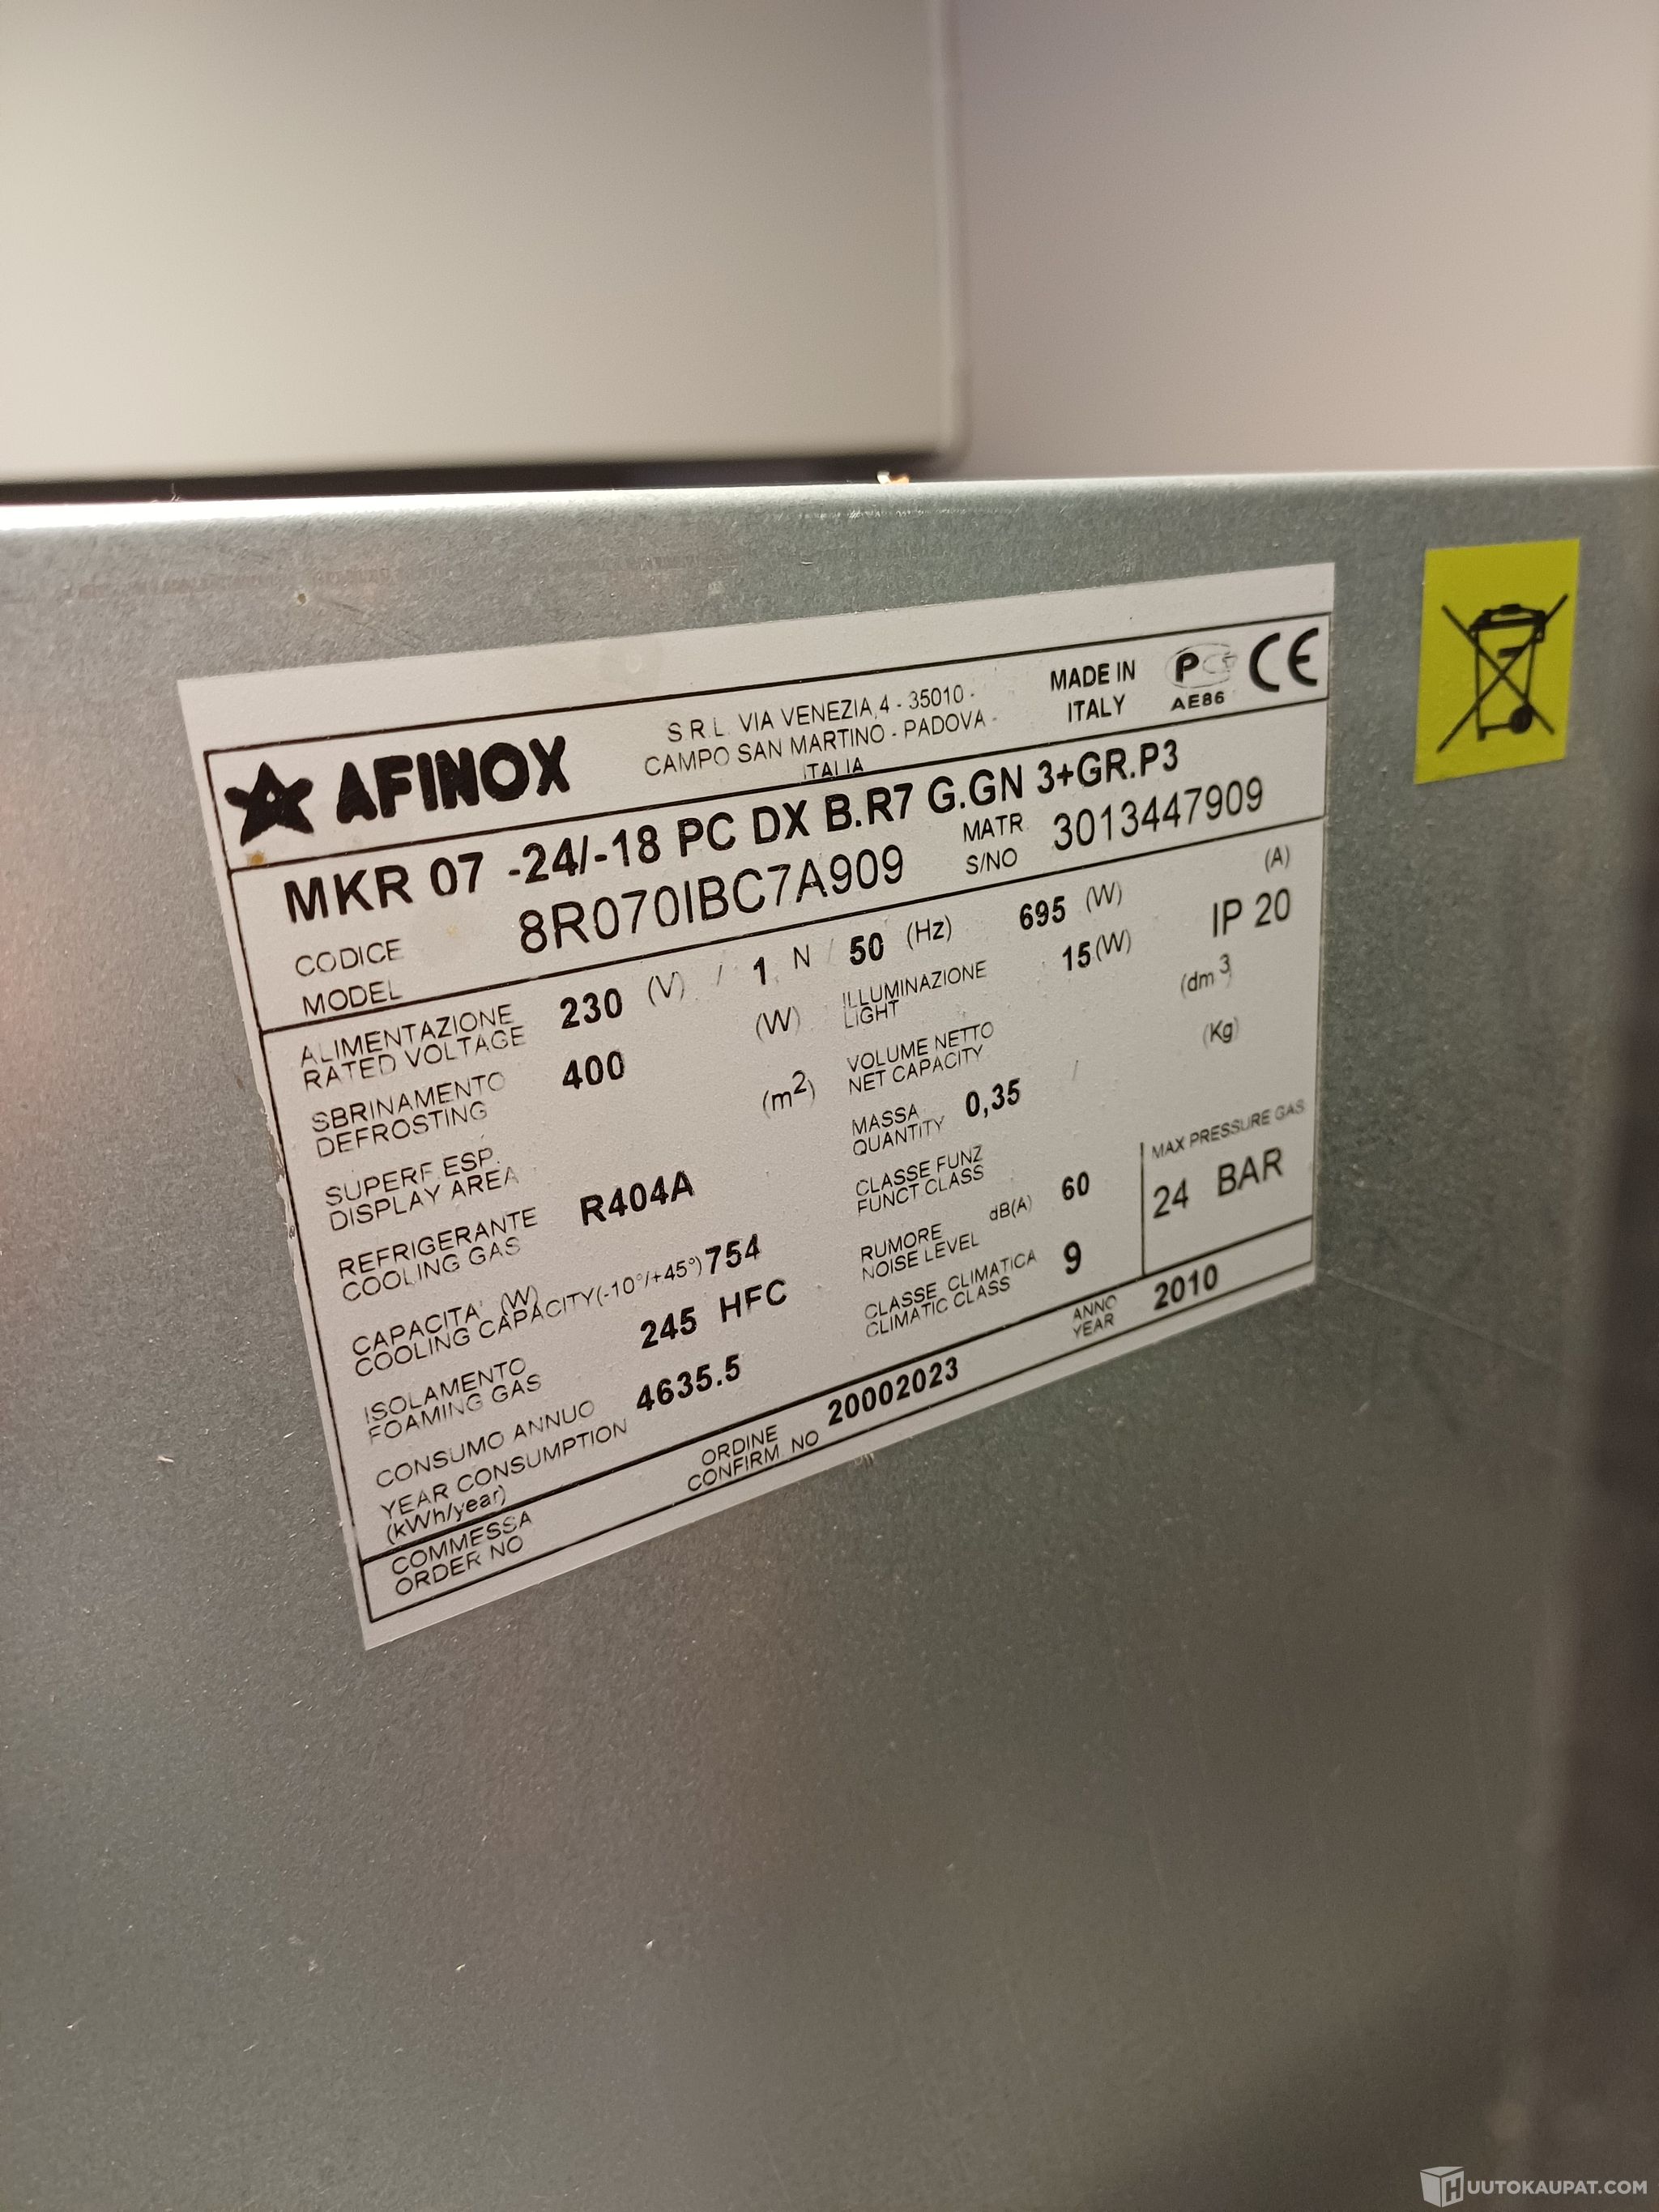 AFINOX
S.R.L. VIA VENEZIA,4 - 35010 -
CAMPO SAN MARTINO - PADOVA -
ITALIA
MADE IN
ITALY
AE86
CE
MKR 07 -24/-18 PC DX B.R7 G.GN 3+GR.P3
CODICE
MODEL
8R070IBC7A909
MATR
S/NO
3013447909
ALIMENTAZIONE
RATED VOLTAGE
230 (V) / 1 N / 50 (Hz) 695 (W) (A)
SBRINAMENTO
DEFROSTING
400 (W)
ILLUMINAZIONE
LIGHT
15 (W) IP 20
SUPERF. ESP.
DISPLAY AREA
(m2)
VOLUME NETTO
NET CAPACITY
(dm3)
REFRIGERANTE
COOLING GAS
R404A
MASSA
QUANTITY
0,35 / (Kg)
CAPACITA' (W)
COOLING CAPACITY(-10°/+45°) 754
CLASSE FUNZ
FUNCT CLASS
ISOLAMENTO
FOAMING GAS
245 HFC
RUMORE
NOISE LEVEL
dB(A) 60
MAX PRESSURE GAS
24 BAR
CONSUMO ANNUO
YEAR CONSUMPTION
(kWh/year)
4635.5
CLASSE CLIMATICA
CLIMATIC CLASS
9
COMMESSA
ORDER NO
ORDINE
CONFIRM. NO
20002023
ANNO
YEAR
2010
HUUTOKAUPAT.COM